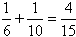 1/6 + 1/10 = 4/15